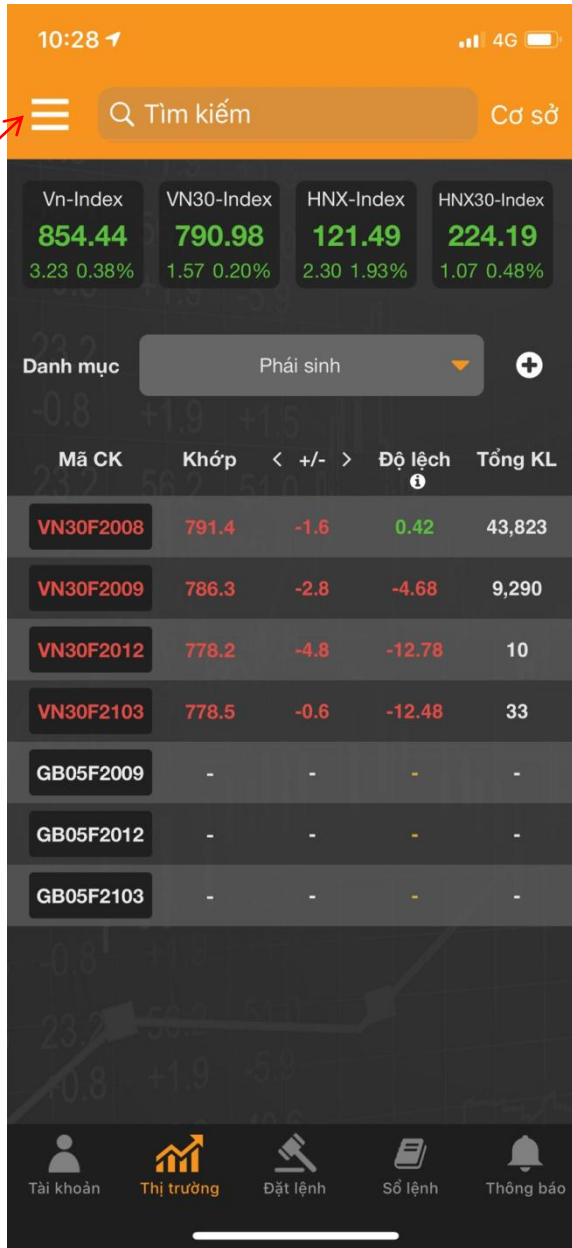 10:28 4G
Tìm kiếm Cơ sở
Vn-Index VN30-Index HNX-Index HNX30-Index
854.44 790.98 121.49 224.19
3.23 0.38% 1.57 0.20% 2.30 1.93% 1.07 0.48%
Danh mục Phái sinh
Mã CK Khớp < +/- > Độ lệch Tổng KL
VN30F2008 791.4 -1.6 0.42 43,823
VN30F2009 786.3 -2.8 -4.68 9,290
VN30F2012 778.2 -4.8 -12.78 10
VN30F2103 778.5 -0.6 -12.48 33
GB05F2009 - - - -
GB05F2012 - - - -
GB05F2103 - - - -
Tài khoản Thị trường Đặt lệnh Sổ lệnh Thông báo